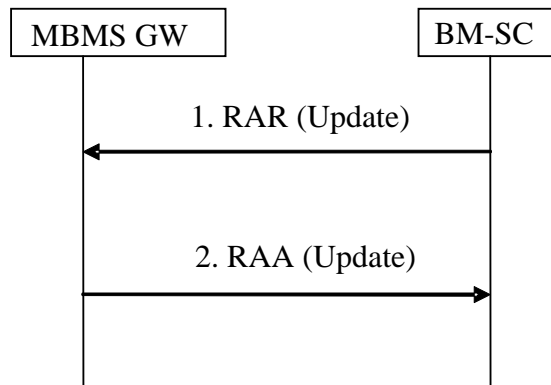 MBMS GW
BM-SC
1. RAR (Update)
2. RAA (Update)